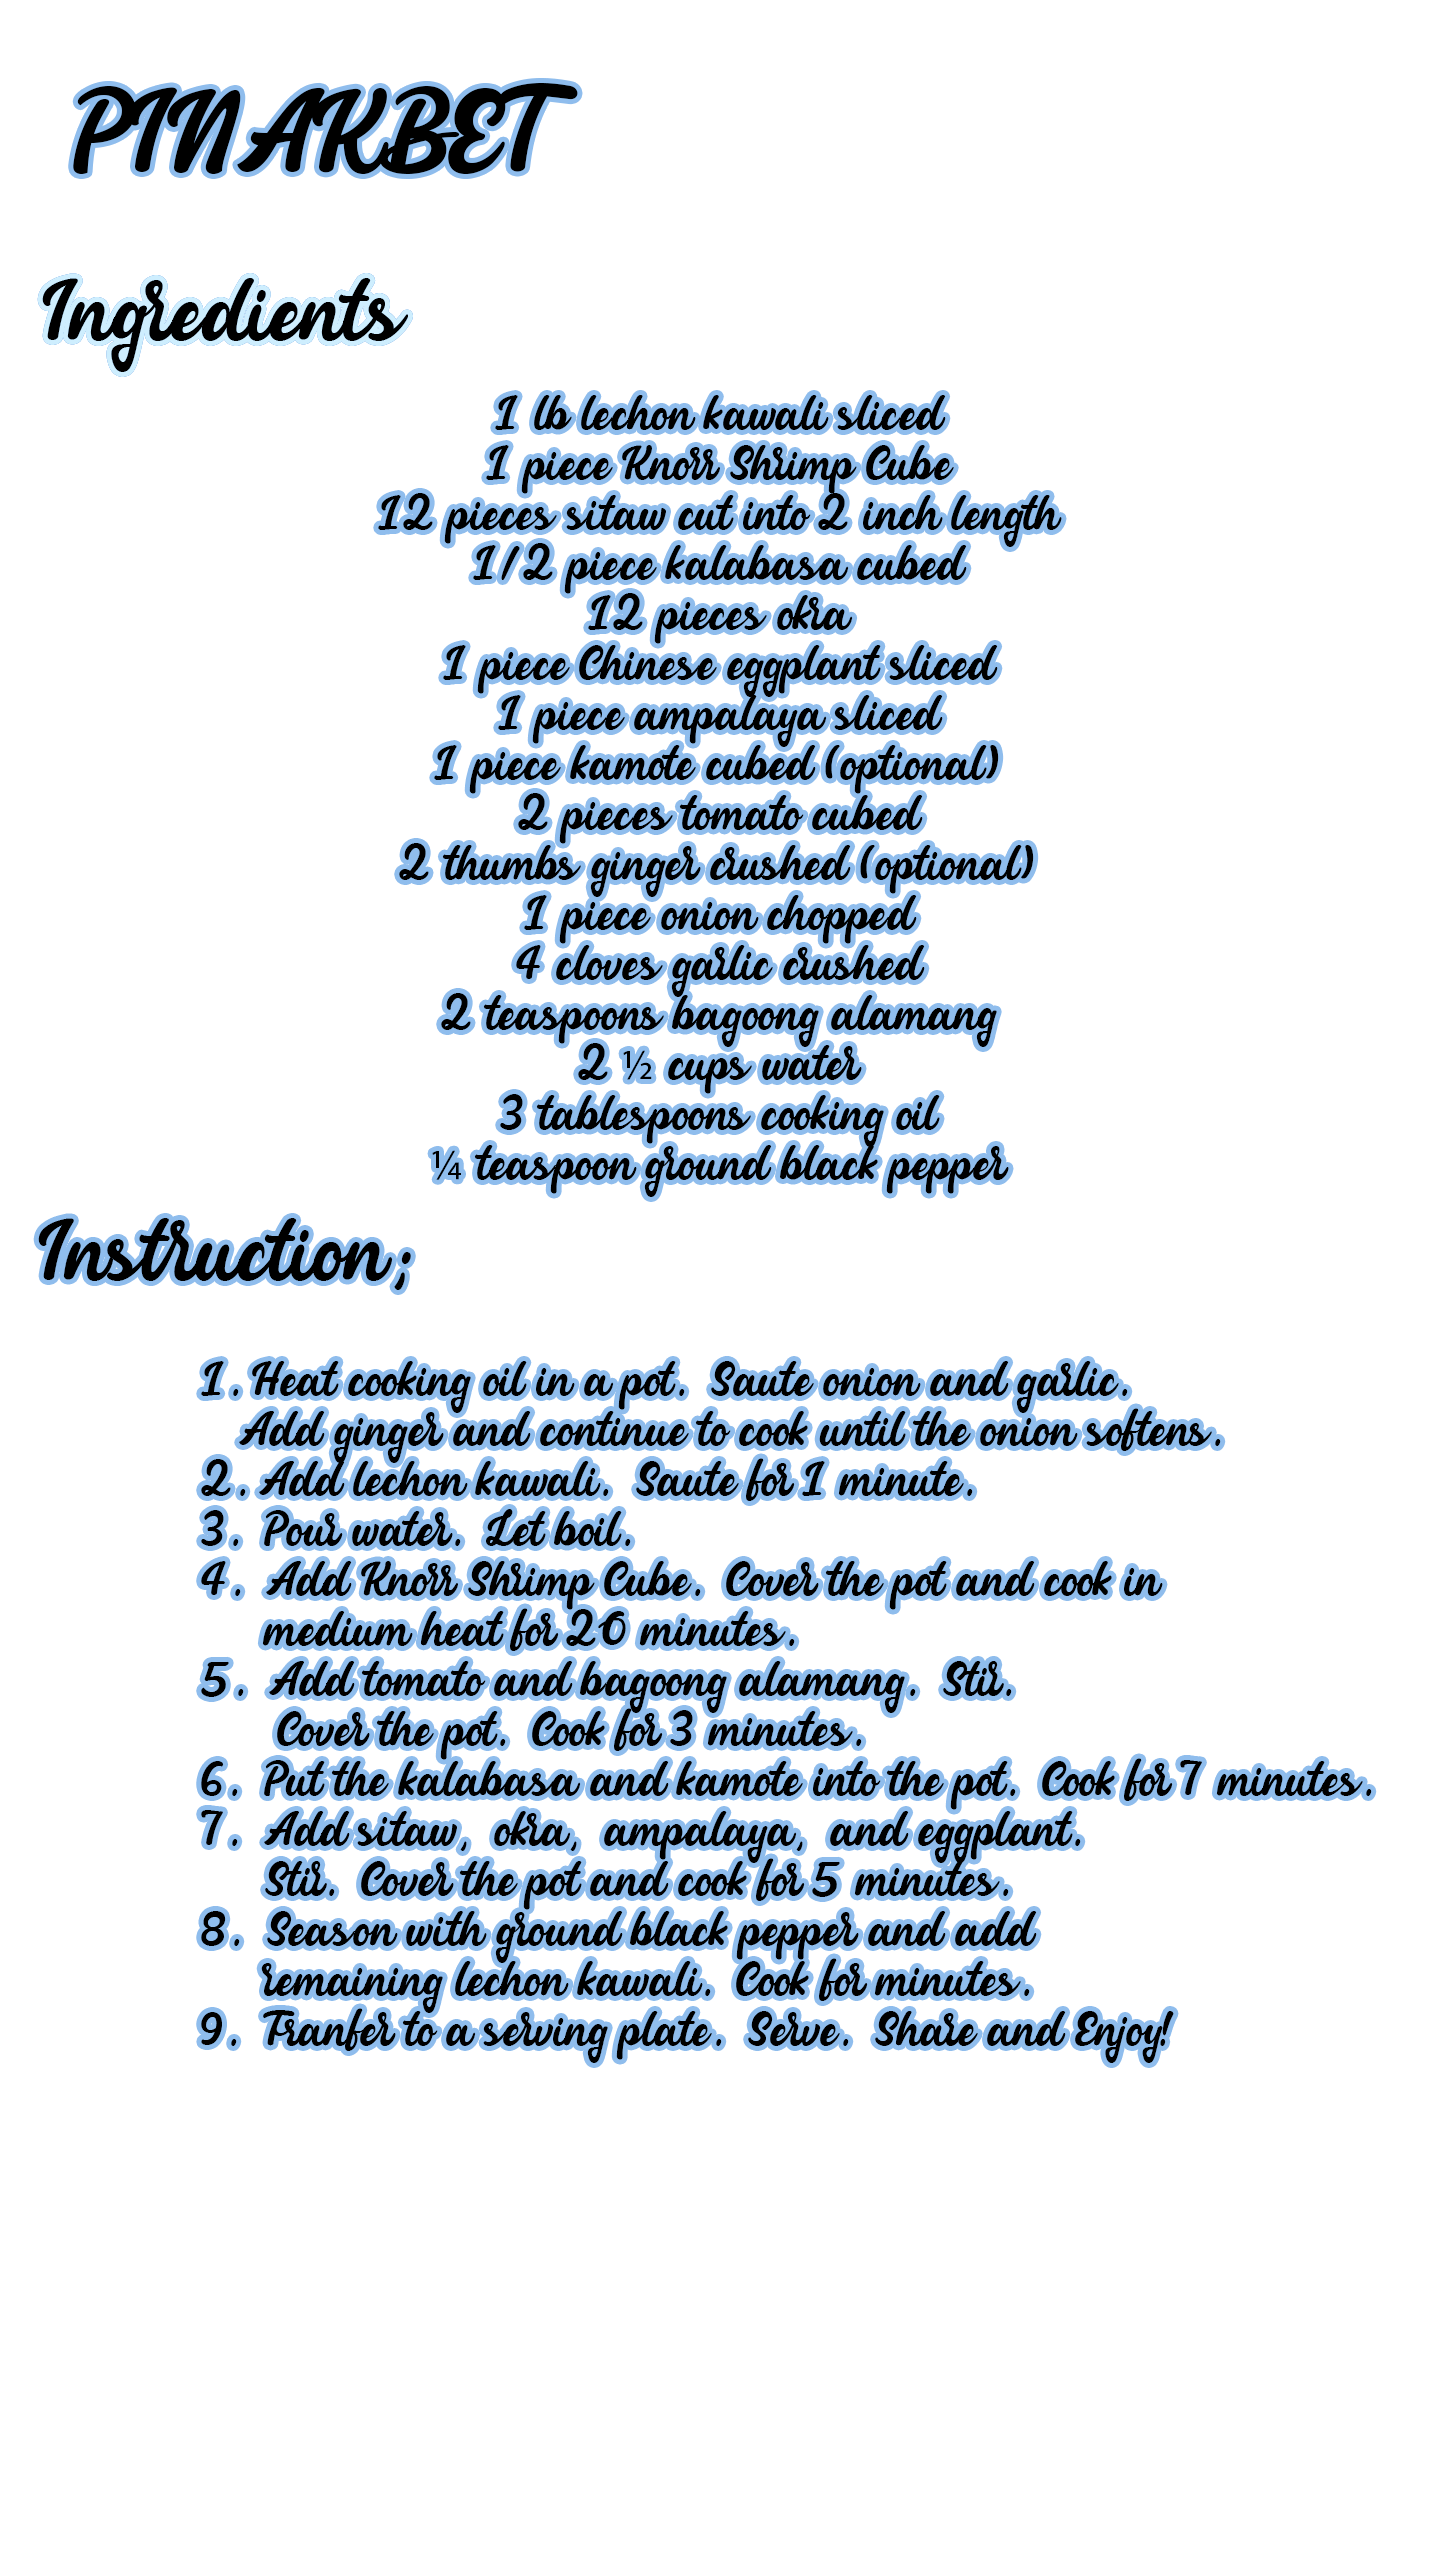 PINAKBET
Ingredients
1 lb lechon kawali sliced
1 piece Knorr Shrimp Cube
12 pieces sitaw cut into 2 inch length
1/2 piece kalabasa cubed
12 pieces okra
1 piece Chinese eggplant sliced
1 piece ampalaya sliced
1 piece kamote cubed (optional)
2 pieces tomato cubed
2 thumbs ginger crushed (optional)
1 piece onion chopped
4 cloves garlic crushed
2 teaspoons bagoong alamang
2 ½ cups water
3 tablespoons cooking oil
¼ teaspoon ground black pepper
Instruction;
1. Heat cooking oil in a pot. Saute onion and garlic.
Add ginger and continue to cook until the onion softens.
2. Add lechon kawali. Saute for 1 minute.
3. Pour water. Let boil.
4. Add Knorr Shrimp Cube. Cover the pot and cook in
medium heat for 20 minutes.
5. Add tomato and bagoong alamang. Stir.
Cover the pot. Cook for 3 minutes.
6. Put the kalabasa and kamote into the pot. Cook for 7 minutes.
7. Add sitaw, okra, ampalaya, and eggplant.
Stir. Cover the pot and cook for 5 minutes.
8. Season with ground black pepper and add
remaining lechon kawali. Cook for minutes.
9. Tranfer to a serving plate. Serve. Share and Enjoy!